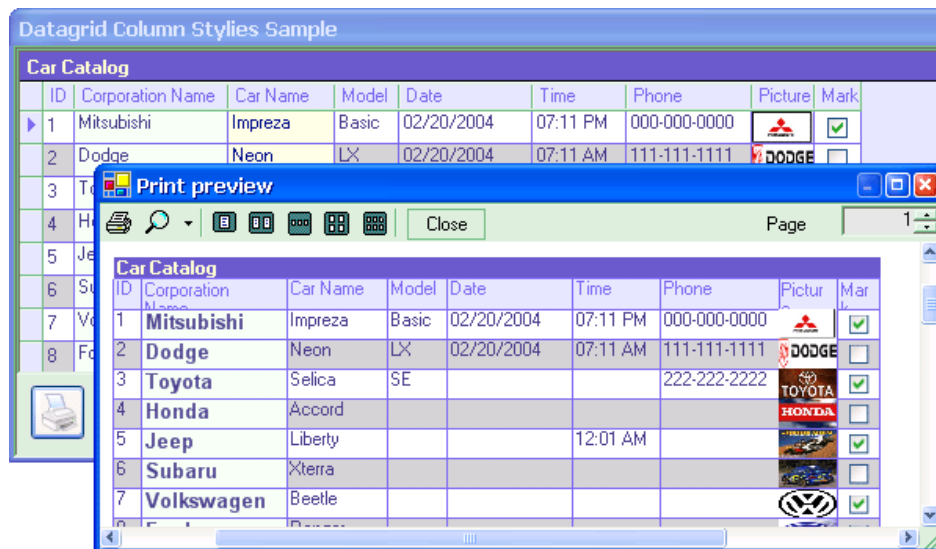 Datagrid Column Stylies Sample
Car Catalog
ID Corporation Name Car Name Model Date Time Phone Picture Mark
1 Mitsubishi Impreza Basic 02/20/2004 07:11 PM 000-000-0000
2 Dodge Neon LX 02/20/2004 07:11 AM 111-111-1111 DODGE
3
4
5
6
7
8
Print preview
Close Page 1
Car Catalog
ID Corporation Car Name Model Date Time Phone Pictur Mar
1 Mitsubishi Impreza Basic 02/20/2004 07:11 PM 000-000-0000
2 Dodge Neon LX 02/20/2004 07:11 AM 111-111-1111 DODGE
3 Toyota Selica SE 222-222-2222 TOYOTA
4 Honda Accord HONDA
5 Jeep Liberty 12:01 AM
6 Subaru Xterra
7 Volkswagen Beetle